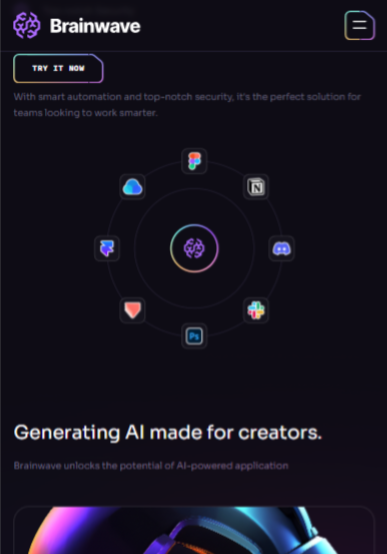 Brainwave
TRY IT NOW
With smart automation and top-notch security, it's the perfect solution for
teams looking to work smarter.
N
Ps
Generating AI made for creators.
Brainwave unlocks the potential of AI-powered application